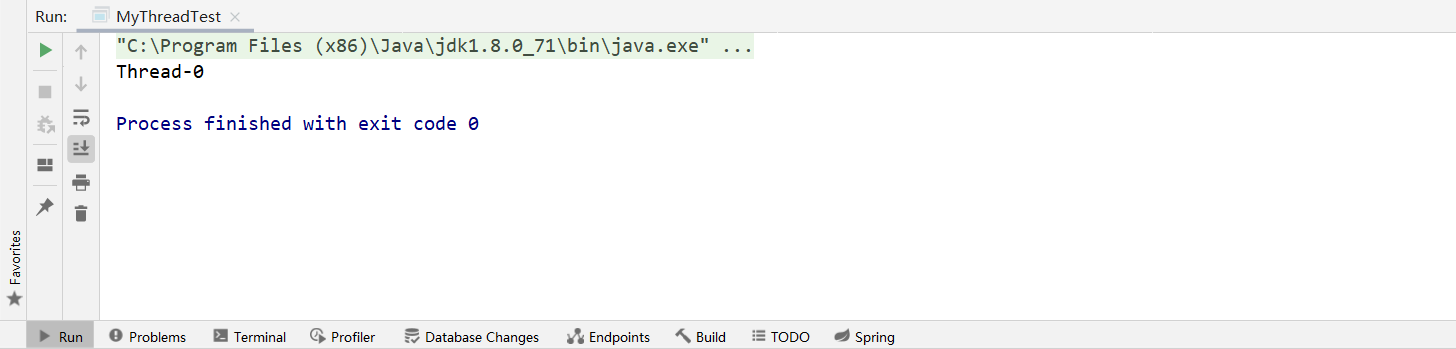 Run: MyThreadTest
"C:\Program Files (x86)\Java\jdk1.8.0_71\bin\java.exe" ...
Thread-0
Process finished with exit code 0
Favorites
Run Problems Terminal Profiler Database Changes Endpoints Build TODO Spring